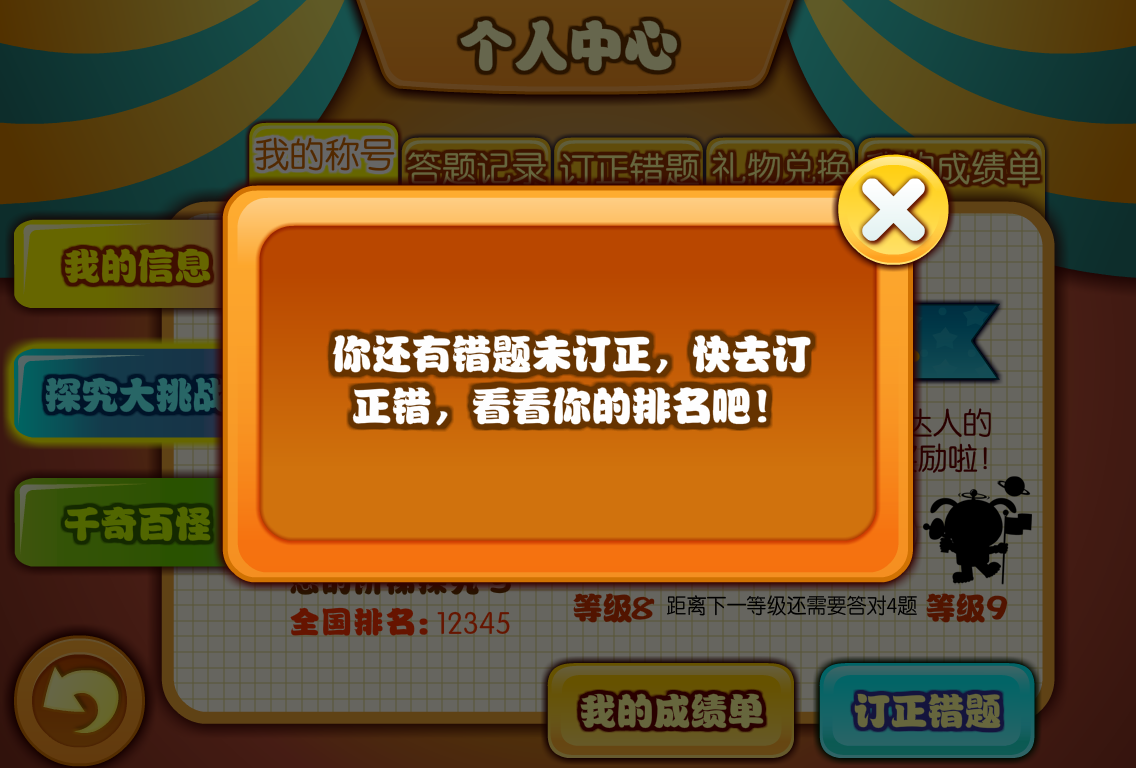 个人中心
我的称号
答题记录
订正错题
礼物兑换
成绩单
我的信息
探究大挑战
千奇百怪
你还有错题未订正，快去订
正错，看看你的排名吧！
达人的
励啦！
全国排名：12345
等级8 距离下一等级还需要答对4题 等级9
我的成绩单
订正错题